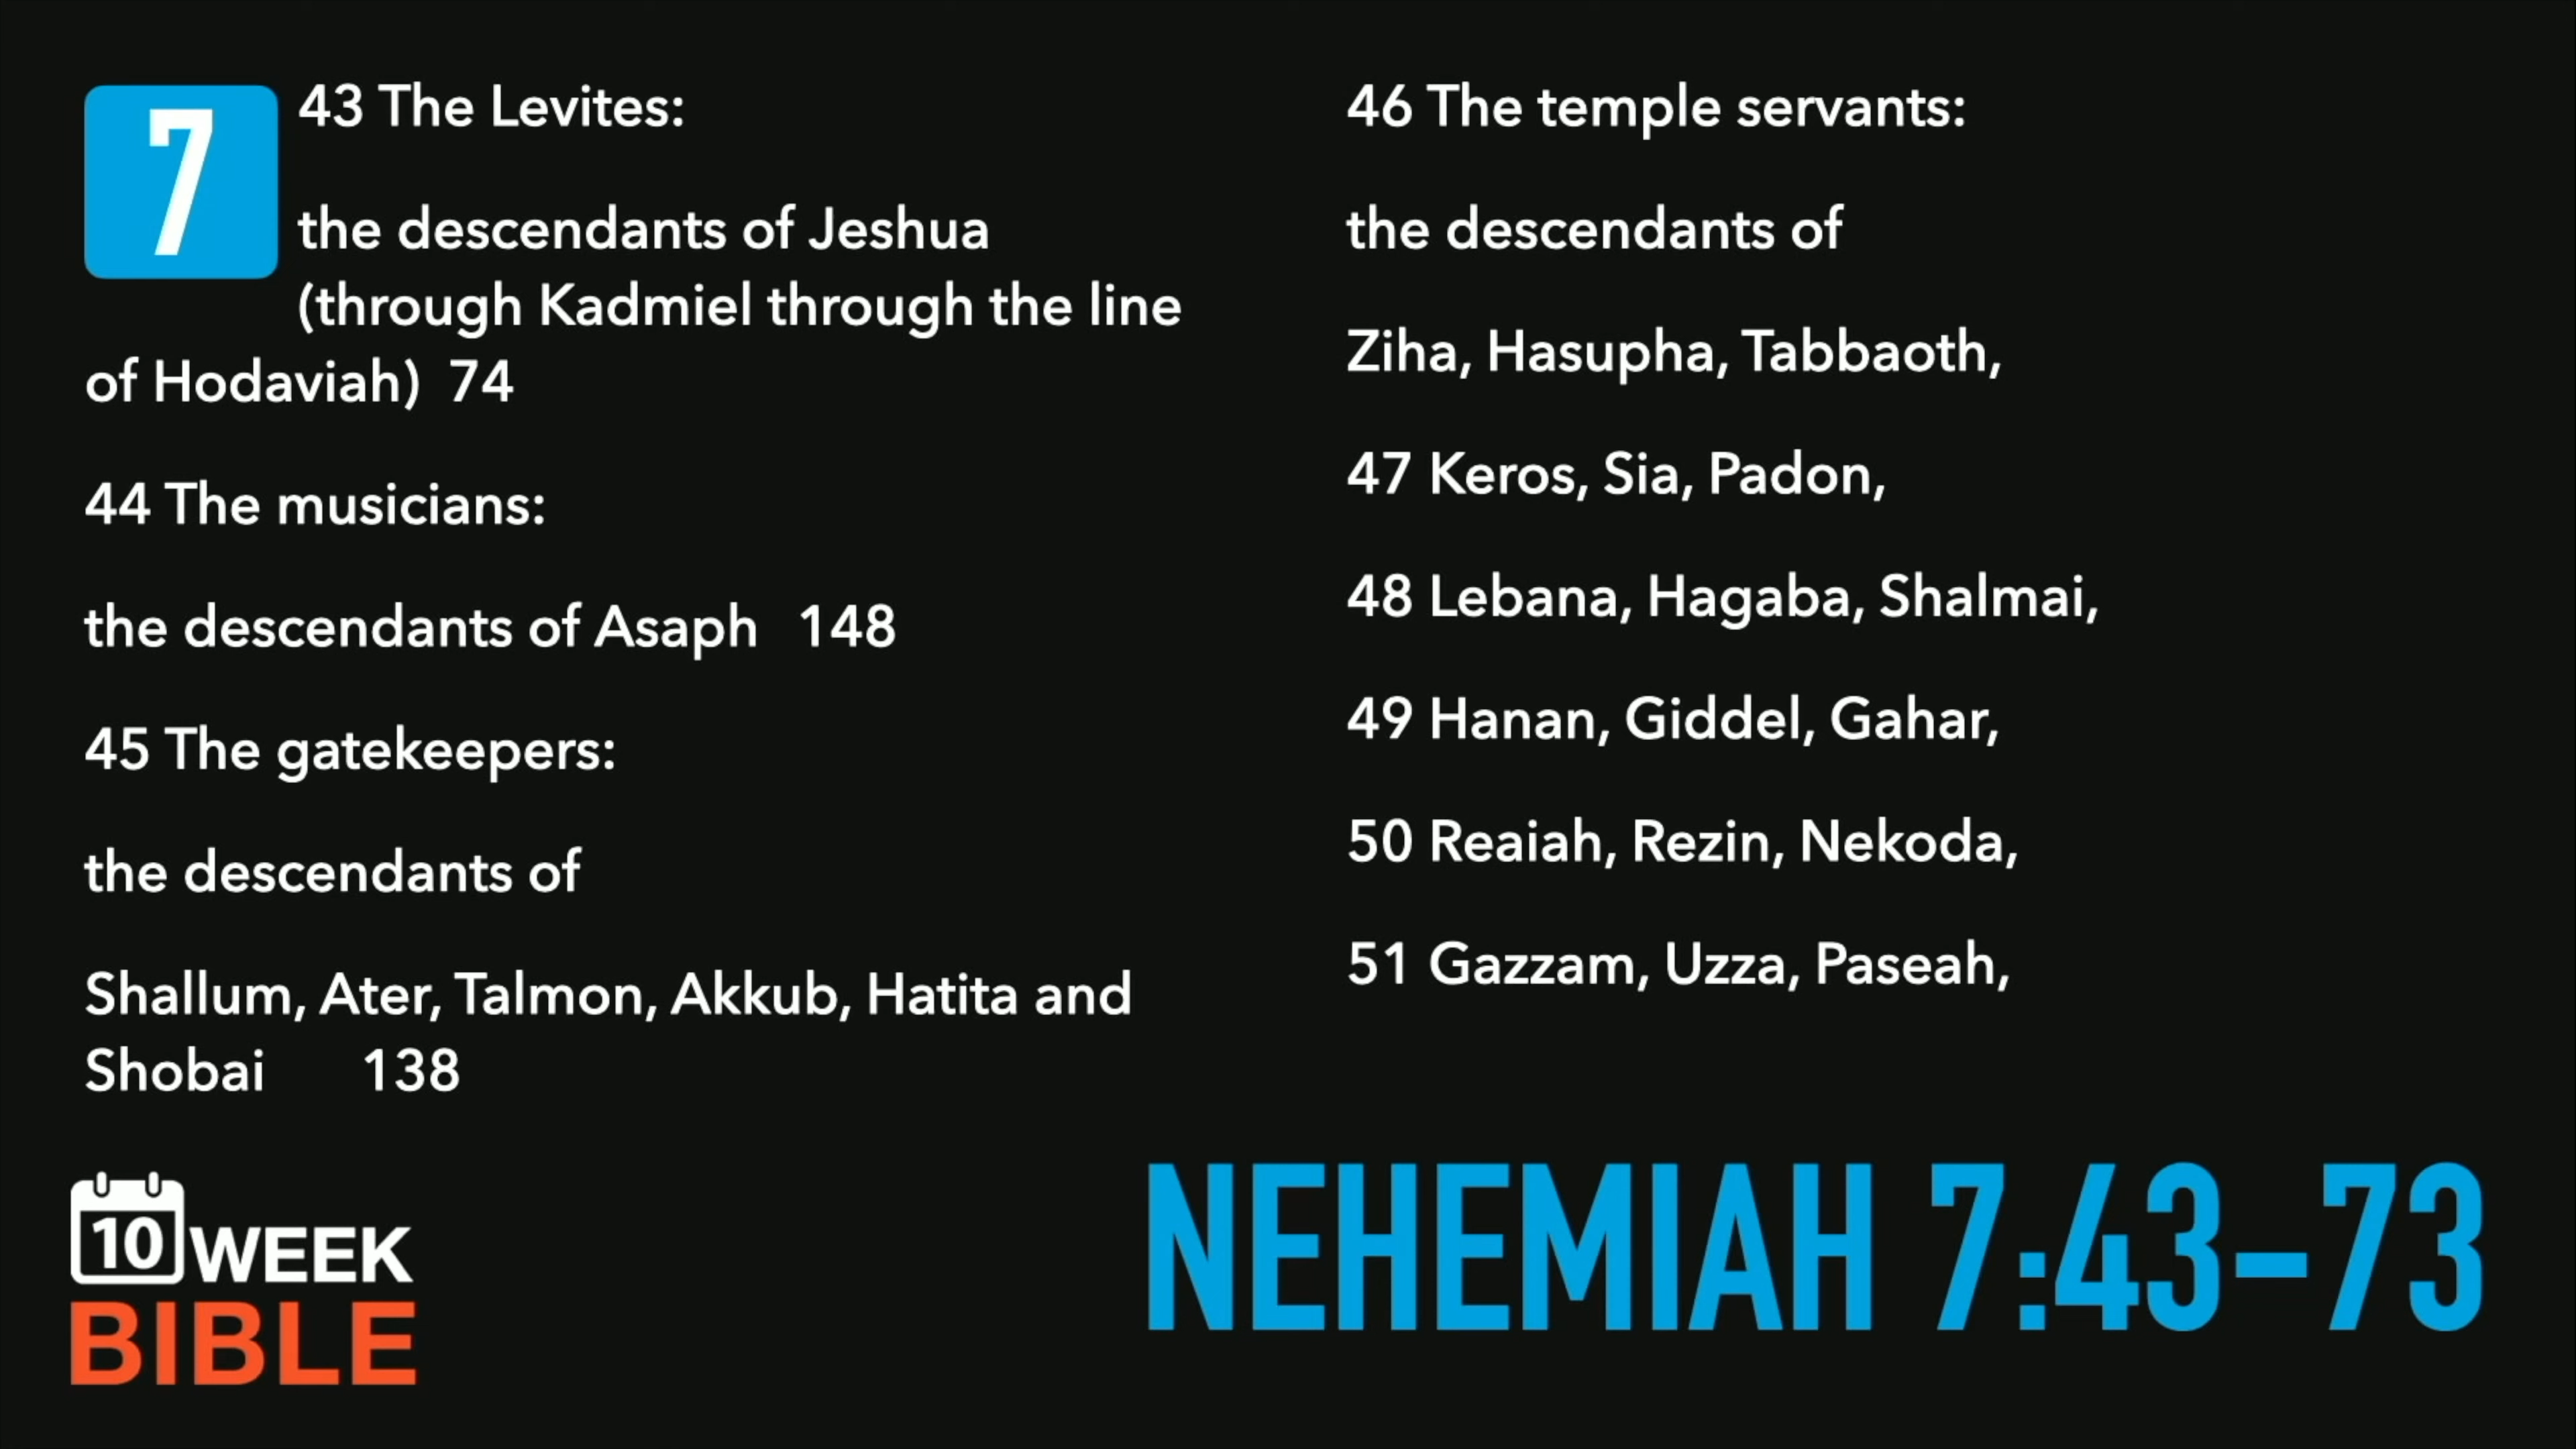 7
43 The Levites:
the descendants of Jeshua
(through Kadmiel through the line
of Hodaviah) 74
44 The musicians:
the descendants of Asaph 148
45 The gatekeepers:
the descendants of
Shallum, Ater, Talmon, Akkub, Hatita and
Shobai 138
46 The temple servants:
the descendants of
Ziha, Hasupha, Tabbaoth,
47 Keros, Sia, Padon,
48 Lebana, Hagaba, Shalmai,
49 Hanan, Giddel, Gahar,
50 Reaiah, Rezin, Nekoda,
51 Gazzam, Uzza, Paseah,
10 WEEK
BIBLE
NEHEMIAH 7:43–73